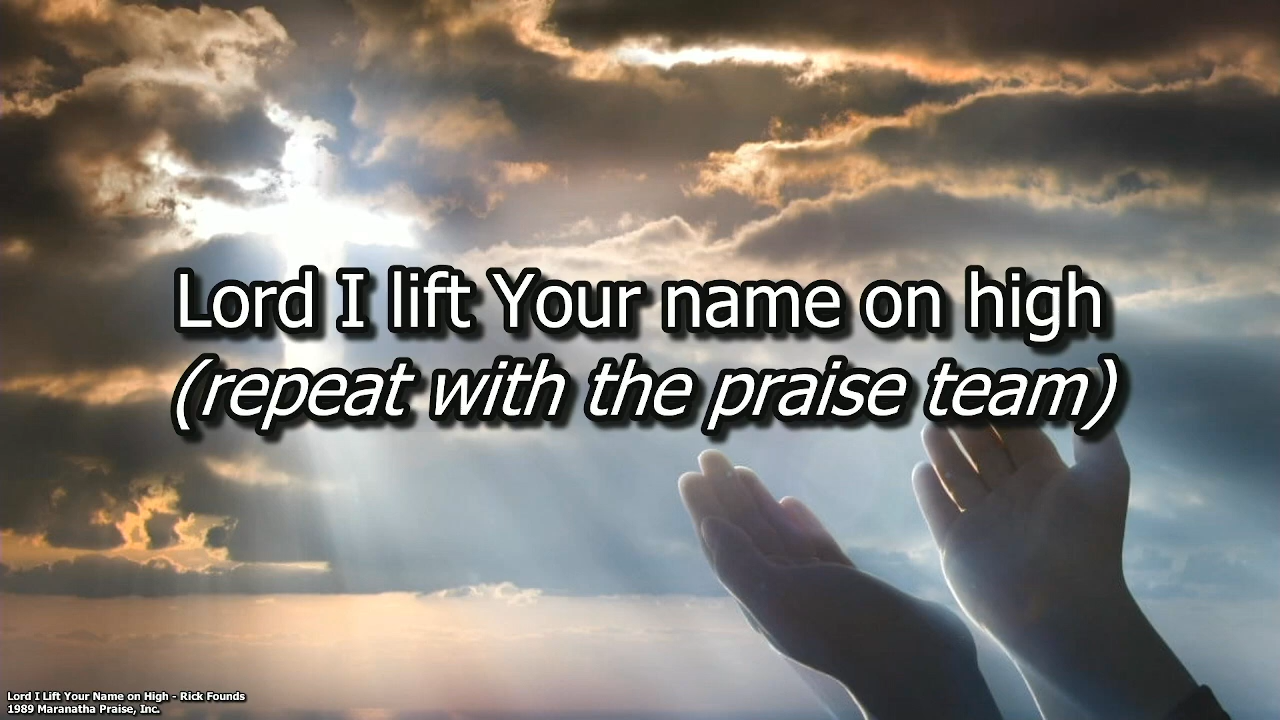 Lord I lift Your name on high
(repeat with the praise team)
Lord I Lift Your Name on High - Rick Founds
1989 Maranatha Praise, Inc.